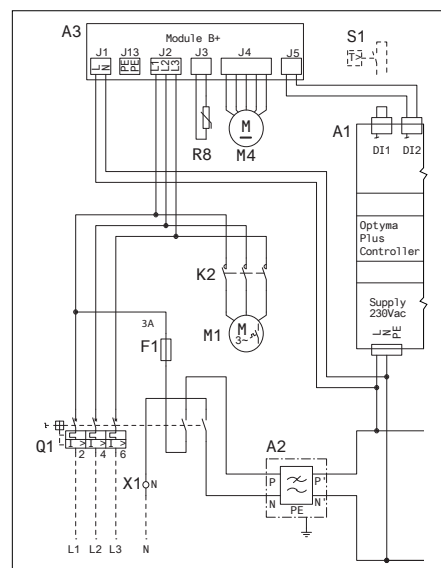 A3
Module B+
J1 J13 J2 J3 J4 J5
L N PE PE L1 L2 L3
S1
T>
A1
DI1 DI2
R8
M
M4
Optyma
Plus
Controller
K2
Supply
230Vac
L N PE
3A
F1
M1
M
3~
Q1
I> I> I>
2 4 6
X1 N
A2
P P'
N N'
PE
L1 L2 L3 N